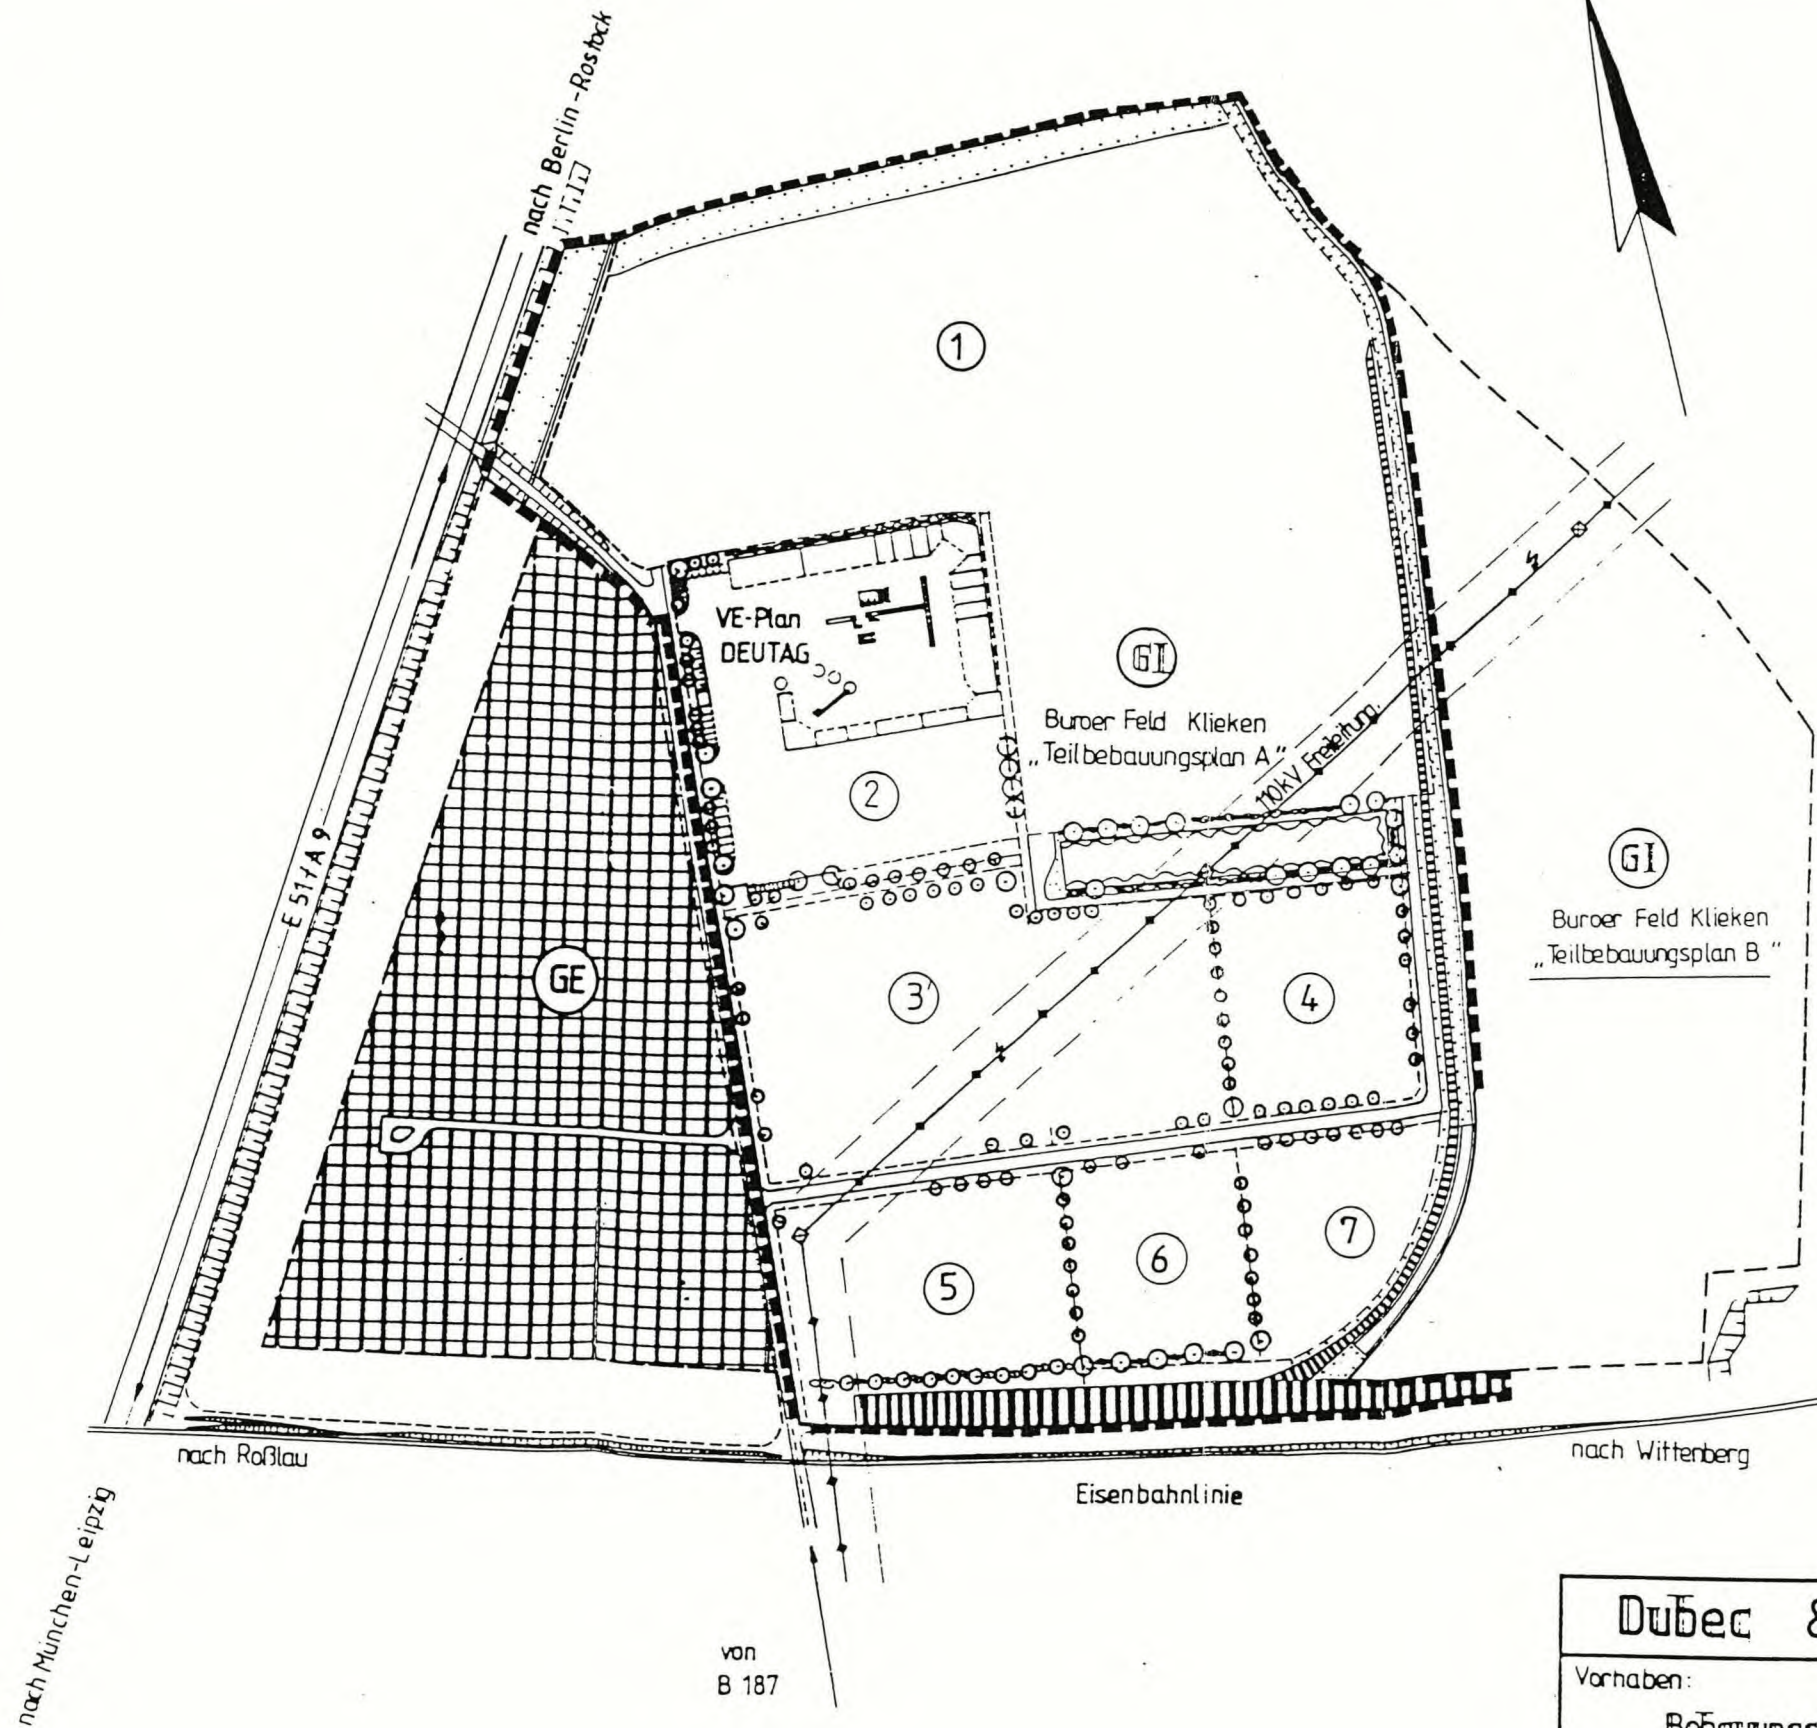 nach Berlin-Rostock
1
VE-Plan
DEUTAG
GI
Buroer Feld Klieken
„Teilbebauungsplan A"
110kV Freileitung
2
GI
Buroer Feld Klieken
„Teilbebauungsplan B"
E 51/A 9
GE
3
4
5
6
7
nach Roßlau
nach Wittenberg
Eisenbahnlinie
nach München-Leipzig
von
B 187
Dubec &
Vorhaben: